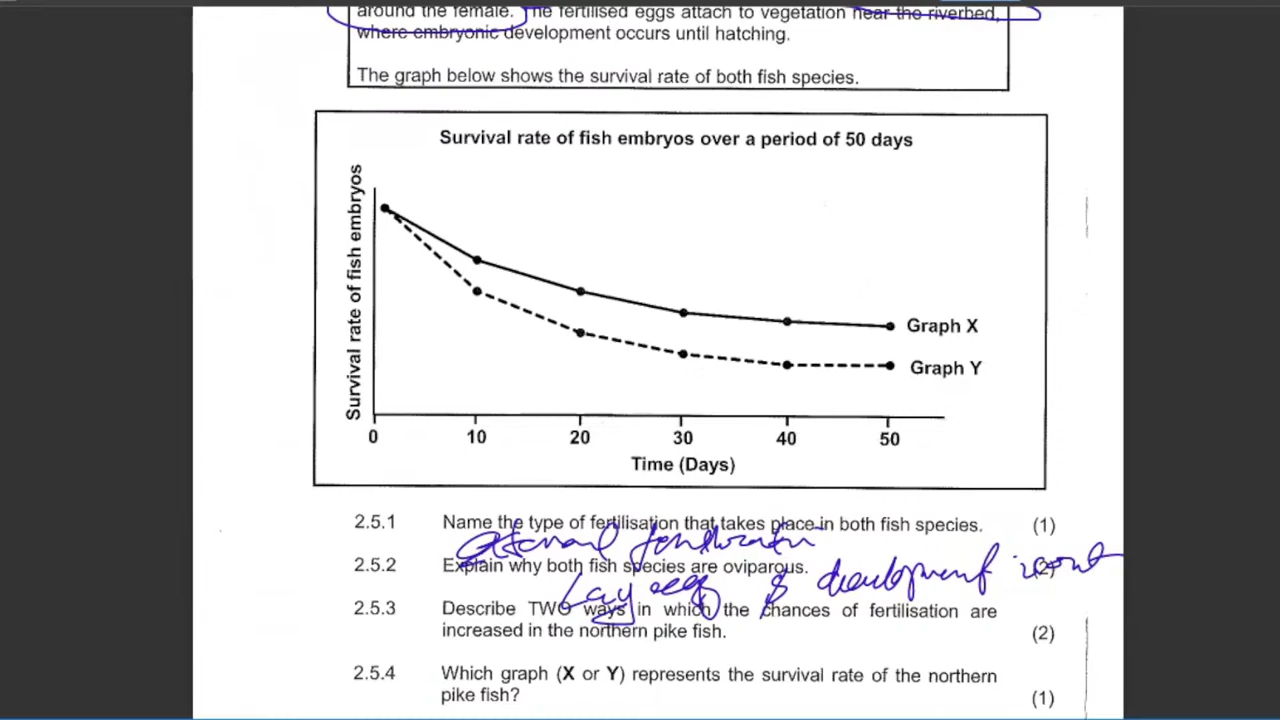 around the female. The fertilised eggs attach to vegetation near the riverbed,
where embryonic development occurs until hatching.
The graph below shows the survival rate of both fish species.
Survival rate of fish embryos over a period of 50 days
Survival rate of fish embryos
Graph X
Graph Y
0 10 20 30 40 50
Time (Days)
2.5.1 Name the type of fertilisation that takes place in both fish species. (1)
external fertilisation
2.5.2 Explain why both fish species are oviparous. (2)
Lay eggs & development
2.5.3 Describe TWO ways in which the chances of fertilisation are
increased in the northern pike fish. (2)
2.5.4 Which graph (X or Y) represents the survival rate of the northern
pike fish? (1)